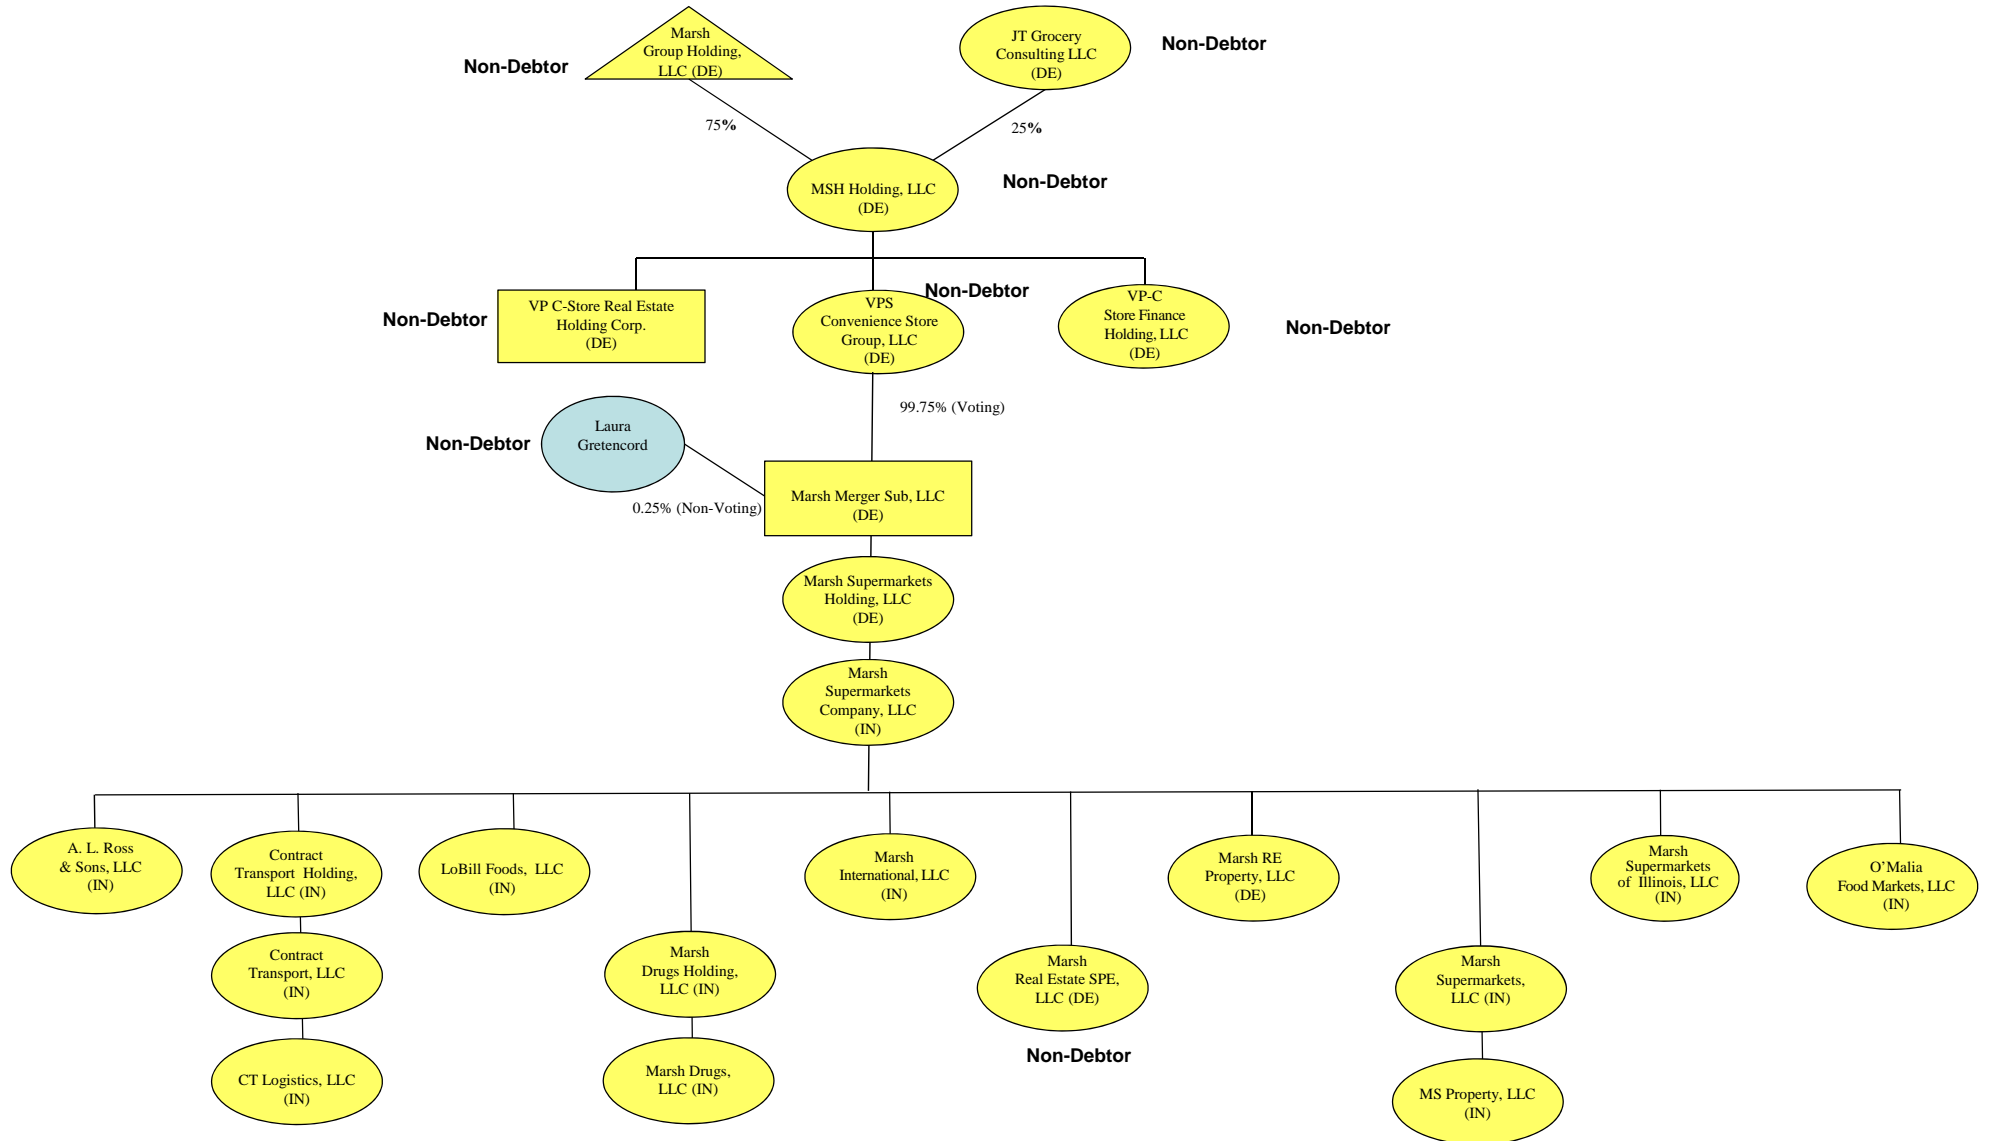 Marsh
Group Holding,
LLC (DE)
Non-Debtor
JT Grocery
Consulting LLC
(DE)
Non-Debtor
75%
25%
MSH Holding, LLC
(DE)
Non-Debtor
Non-Debtor
VP C-Store Real Estate
Holding Corp.
(DE)
Non-Debtor
VPS
Convenience Store
Group, LLC
(DE)
VP-C
Store Finance
Holding, LLC
(DE)
Non-Debtor
99.75% (Voting)
Non-Debtor
Laura
Gretencord
0.25% (Non-Voting)
Marsh Merger Sub, LLC
(DE)
Marsh Supermarkets
Holding, LLC
(DE)
Marsh
Supermarkets
Company, LLC
(IN)
A. L. Ross
& Sons, LLC
(IN)
Contract
Transport Holding,
LLC (IN)
LoBill Foods, LLC
(IN)
Marsh
International, LLC
(IN)
Marsh RE
Property, LLC
(DE)
Marsh
Supermarkets
of Illinois, LLC
(IN)
O’Malia
Food Markets, LLC
(IN)
Contract
Transport, LLC
(IN)
Marsh
Drugs Holding,
LLC (IN)
Marsh
Real Estate SPE,
LLC (DE)
Non-Debtor
Marsh
Supermarkets,
LLC (IN)
CT Logistics, LLC
(IN)
Marsh Drugs,
LLC (IN)
MS Property, LLC
(IN)